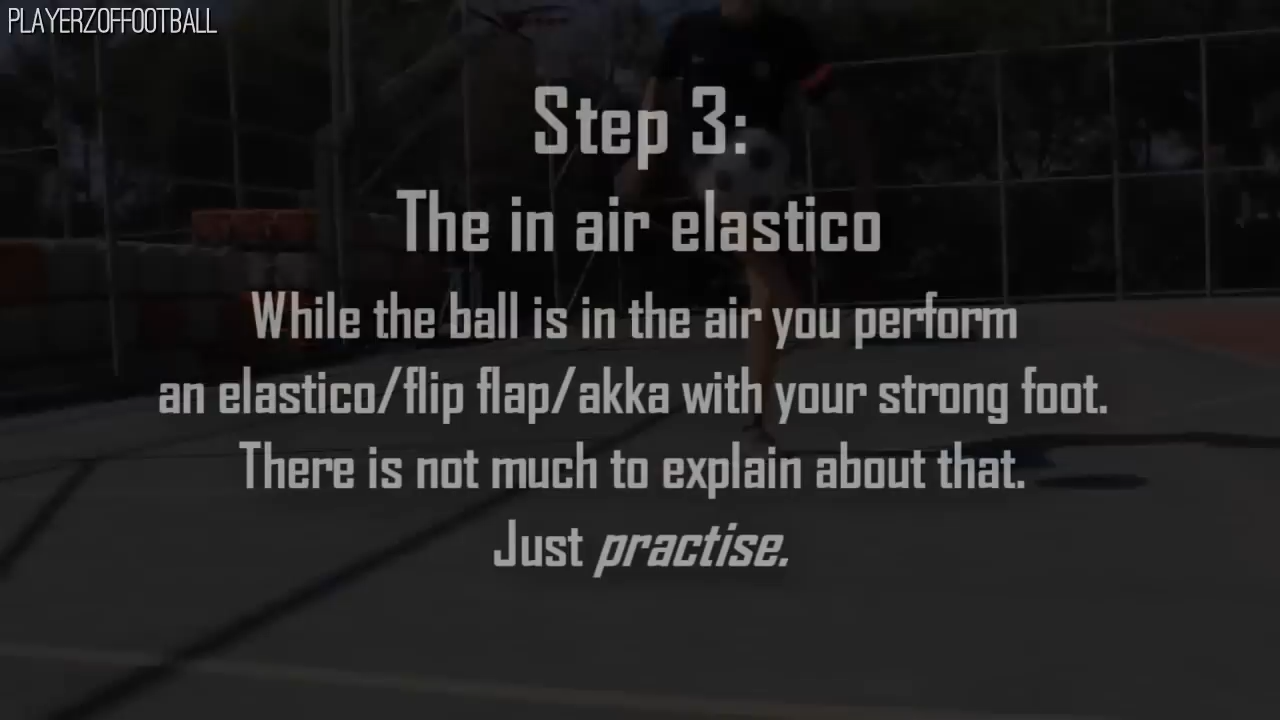 PLAYERZOFFOOTBALL
Step 3:
The in air elastico
While the ball is in the air you perform
an elastico/flip flap/akka with your strong foot.
There is not much to explain about that.
Just practise.